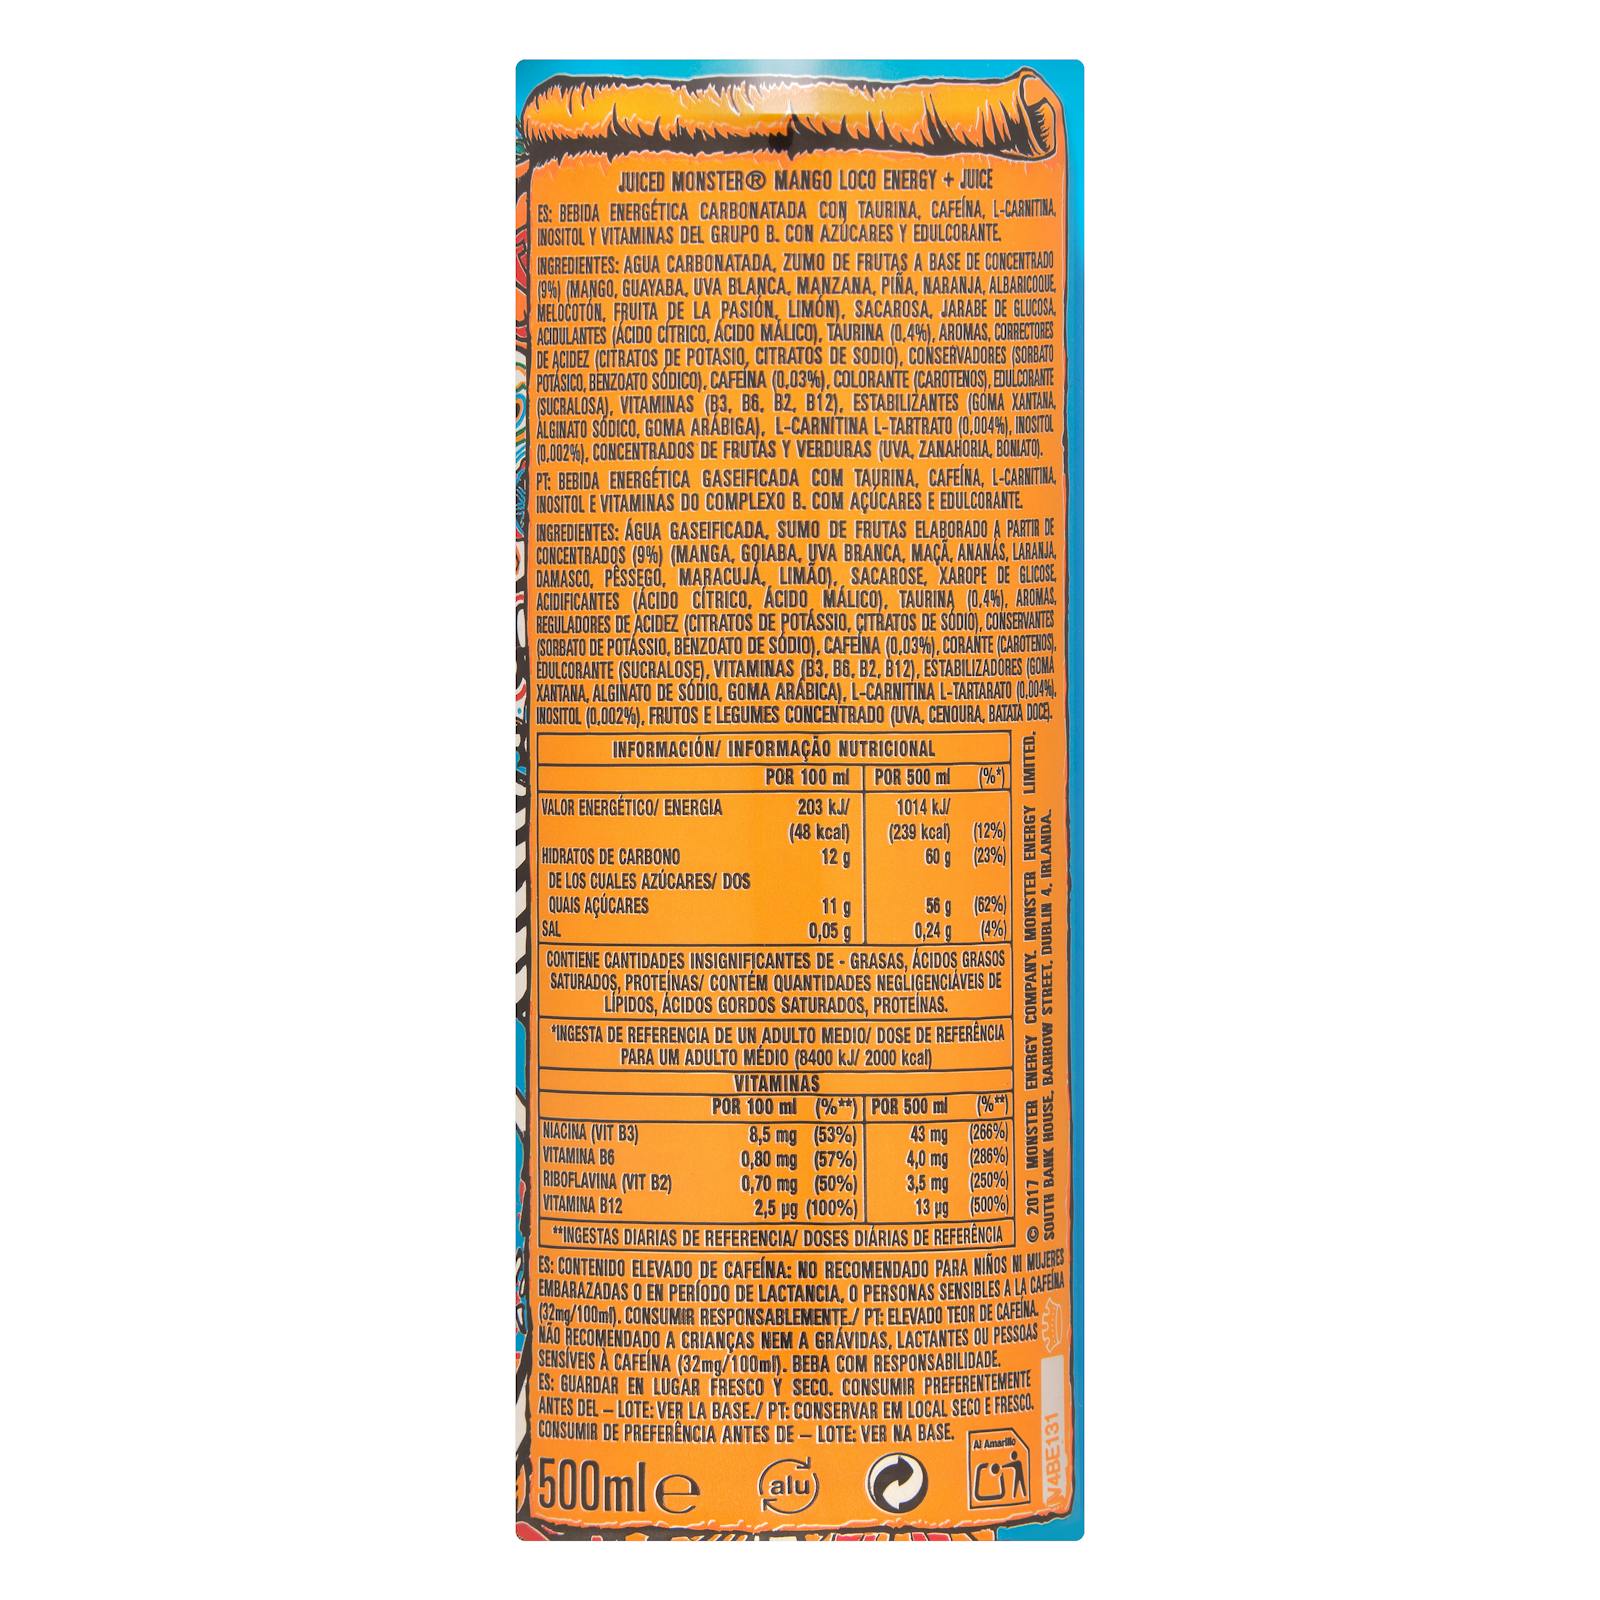 JUICED MONSTER® MANGO LOCO ENERGY + JUICE
ES: BEBIDA ENERGÉTICA CARBONATADA CON TAURINA, CAFEÍNA, L-CARNITINA,
INOSITOL Y VITAMINAS DEL GRUPO B. CON AZÚCARES Y EDULCORANTE.
INGREDIENTES: AGUA CARBONATADA, ZUMO DE FRUTAS A BASE DE CONCENTRADO
(9%) (MANGO, GUAYABA, UVA BLANCA, MANZANA, PIÑA, NARANJA, ALBARICOQUE,
MELOCOTÓN, FRUITA DE LA PASIÓN, LIMÓN), SACAROSA, JARABE DE GLUCOSA,
ACIDULANTES (ÁCIDO CÍTRICO, ÁCIDO MÁLICO), TAURINA (0,4%), AROMAS, CORRECTORES
DE ACIDEZ (CITRATOS DE POTASIO, CITRATOS DE SODIO), CONSERVADORES (SORBATO
POTÁSICO, BENZOATO SÓDICO), CAFEÍNA (0,03%), COLORANTE (CAROTENOS), EDULCORANTE
(SUCRALOSA), VITAMINAS (B3, B6, B2, B12), ESTABILIZANTES (GOMA XANTANA,
ALGINATO SÓDICO, GOMA ARÁBIGA), L-CARNITINA L-TARTRATO (0,004%), INOSITOL
(0,002%), CONCENTRADOS DE FRUTAS Y VERDURAS (UVA, ZANAHORIA, BONIATO).
PT: BEBIDA ENERGÉTICA GASEIFICADA COM TAURINA, CAFEÍNA, L-CARNITINA,
INOSITOL E VITAMINAS DO COMPLEXO B. COM AÇÚCARES E EDULCORANTE.
INGREDIENTES: ÁGUA GASEIFICADA, SUMO DE FRUTAS ELABORADO A PARTIR DE
CONCENTRADOS (9%) (MANGA, GOIABA, UVA BRANCA, MAÇÃ, ANANÁS, LARANJA,
DAMASCO, PÊSSEGO, MARACUJÁ, LIMÃO), SACAROSE, XAROPE DE GLICOSE,
ACIDIFICANTES (ÁCIDO CÍTRICO, ÁCIDO MÁLICO), TAURINA (0,4%), AROMAS,
REGULADORES DE ACIDEZ (CITRATOS DE POTÁSSIO, CITRATOS DE SÓDIO), CONSERVANTES
(SORBATO DE POTÁSSIO, BENZOATO DE SÓDIO), CAFEÍNA (0,03%), CORANTE (CAROTENOS),
EDULCORANTE (SUCRALOSE), VITAMINAS (B3, B6, B2, B12), ESTABILIZADORES (GOMA
XANTANA, ALGINATO DE SÓDIO, GOMA ARÁBICA), L-CARNITINA L-TARTARATO (0,004%),
INOSITOL (0,002%), FRUTOS E LEGUMES CONCENTRADO (UVA, CENOURA, BATATA DOCE).
INFORMACIÓN/ INFORMAÇÃO NUTRICIONAL
POR 100 ml POR 500 ml (%*)
VALOR ENERGÉTICO/ ENERGIA 203 kJ/ 1014 kJ/
(48 kcal) (239 kcal) (12%)
HIDRATOS DE CARBONO 12 g 60 g (23%)
DE LOS CUALES AZÚCARES/ DOS
QUAIS AÇÚCARES 11 g 56 g (62%)
SAL 0,05 g 0,24 g (4%)
CONTIENE CANTIDADES INSIGNIFICANTES DE - GRASAS, ÁCIDOS GRASOS
SATURADOS, PROTEÍNAS/ CONTÉM QUANTIDADES NEGLIGENCIÁVEIS DE
LÍPIDOS, ÁCIDOS GORDOS SATURADOS, PROTEÍNAS.
*INGESTA DE REFERENCIA DE UN ADULTO MEDIO/ DOSE DE REFERÊNCIA
PARA UM ADULTO MÉDIO (8400 kJ/ 2000 kcal)
VITAMINAS
POR 100 ml (%**) POR 500 ml (%**)
NIACINA (VIT B3) 8,5 mg (53%) 43 mg (266%)
VITAMINA B6 0,80 mg (57%) 4,0 mg (286%)
RIBOFLAVINA (VIT B2) 0,70 mg (50%) 3,5 mg (250%)
VITAMINA B12 2,5 µg (100%) 13 µg (500%)
**INGESTAS DIARIAS DE REFERENCIA/ DOSES DIÁRIAS DE REFERÊNCIA
© 2017 MONSTER ENERGY COMPANY. MONSTER ENERGY LIMITED,
SOUTH BANK HOUSE, BARROW STREET, DUBLIN 4, IRLANDA.
ES: CONTENIDO ELEVADO DE CAFEÍNA: NO RECOMENDADO PARA NIÑOS NI MUJERES
EMBARAZADAS O EN PERÍODO DE LACTANCIA, O PERSONAS SENSIBLES A LA CAFEÍNA
(32mg/100ml). CONSUMIR RESPONSABLEMENTE./ PT: ELEVADO TEOR DE CAFEÍNA.
NÃO RECOMENDADO A CRIANÇAS NEM A GRÁVIDAS, LACTANTES OU PESSOAS
SENSÍVEIS À CAFEÍNA (32mg/100ml). BEBA COM RESPONSABILIDADE.
ES: GUARDAR EN LUGAR FRESCO Y SECO. CONSUMIR PREFERENTEMENTE
ANTES DEL – LOTE: VER LA BASE./ PT: CONSERVAR EM LOCAL SECO E FRESCO.
CONSUMIR DE PREFERÊNCIA ANTES DE – LOTE: VER NA BASE.
500ml e
alu
Al Amarillo
V4BE131